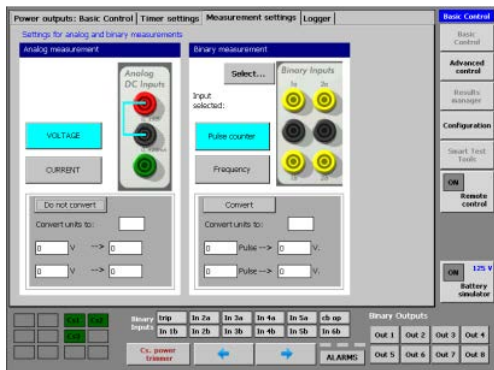 Power outputs: Basic Control Timer settings Measurement settings Logger
Basic Control
Settings for analog and binary measurements
Analog measurement
Binary measurement
Basic
Control
Advanced
control
Results
manager
Configuration
Smart Test
Tools
ON
Remote
control
ON 125 V
Battery
simulator
Analog
DC Inputs
VOLTAGE
CURRENT
Select...
Input
selected:
Binary Inputs
1a 2a
Pulse counter
Frequency
Do not convert
Convert units to:
0 V --> 0
0 V --> 0
Convert
Convert units to:
0 Pulse --> 0 V.
0 Pulse --> 0 V.
Binary
Inputs
trip In 2a In 3a In 4a In 5a cb op
In 1b In 2b In 3b In 4b In 5b In 6b
Cs. power
trimmer
ALARMS
Binary Outputs
Out 1 Out 2 Out 3 Out 4
Out 5 Out 6 Out 7 Out 8